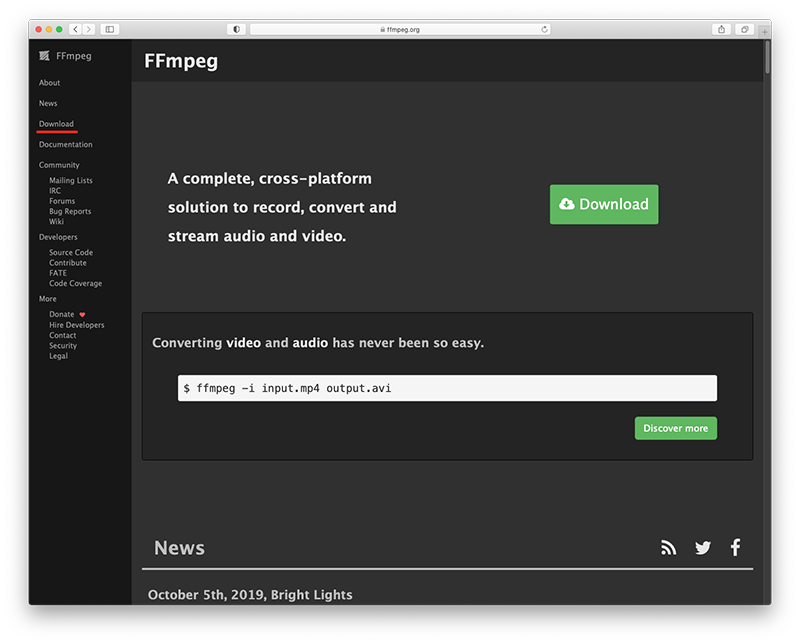 ffmpeg.org
FFmpeg
About
News
Download
Documentation
Community
Mailing Lists
IRC
Forums
Bug Reports
Wiki
Developers
Source Code
Contribute
FATE
Code Coverage
More
Donate
Hire Developers
Contact
Security
Legal
FFmpeg
A complete, cross-platform
solution to record, convert and
stream audio and video.
Download
Converting video and audio has never been so easy.
$ ffmpeg -i input.mp4 output.avi
Discover more
News
October 5th, 2019, Bright Lights